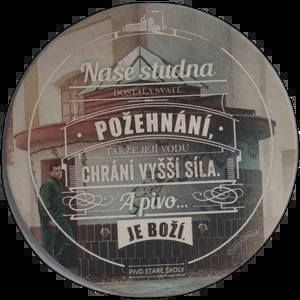 Naše studna
DOSTALA SVATÉ
POŽEHNÁNÍ,
TAKŽE JEJÍ VODU
CHRÁNÍ VYŠŠÍ SÍLA.
A pivo...
JE BOŽÍ.
PIVO STARÉ ŠKOLY